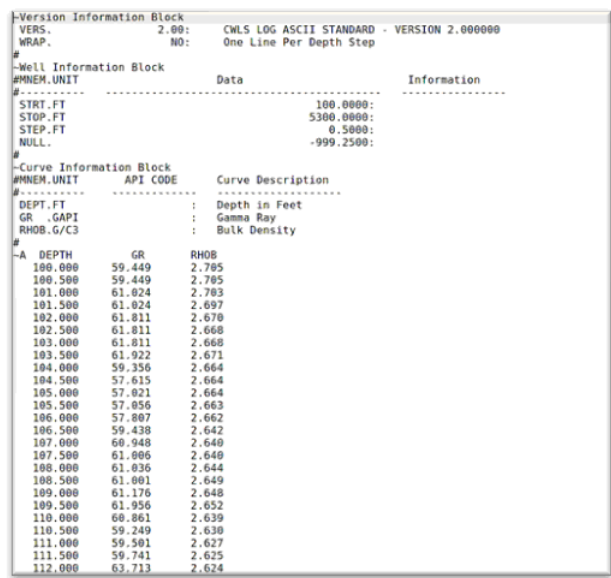 ~Version Information Block
VERS. 2.00: CWLS LOG ASCII STANDARD - VERSION 2.000000
WRAP. NO: One Line Per Depth Step
#
~Well Information Block
#MNEM.UNIT Data Information
#---------- ---------------------------------------- ---------------
STRT.FT 100.0000:
STOP.FT 5300.0000:
STEP.FT 0.5000:
NULL. -999.2500:
#
~Curve Information Block
#MNEM.UNIT API CODE Curve Description
#---------- ------------ -------------------
DEPT.FT : Depth in Feet
GR .GAPI : Gamma Ray
RHOB.G/C3 : Bulk Density
#
~A DEPTH GR RHOB
100.000 59.449 2.705
100.500 59.449 2.705
101.000 61.024 2.703
101.500 61.024 2.697
102.000 61.811 2.670
102.500 61.811 2.668
103.000 61.811 2.668
103.500 61.922 2.671
104.000 59.356 2.664
104.500 57.615 2.664
105.000 57.021 2.664
105.500 57.056 2.663
106.000 57.807 2.662
106.500 59.438 2.642
107.000 60.948 2.640
107.500 61.006 2.640
108.000 61.036 2.644
108.500 61.001 2.649
109.000 61.176 2.648
109.500 61.956 2.652
110.000 60.861 2.639
110.500 59.249 2.630
111.000 59.501 2.627
111.500 59.741 2.625
112.000 63.713 2.624